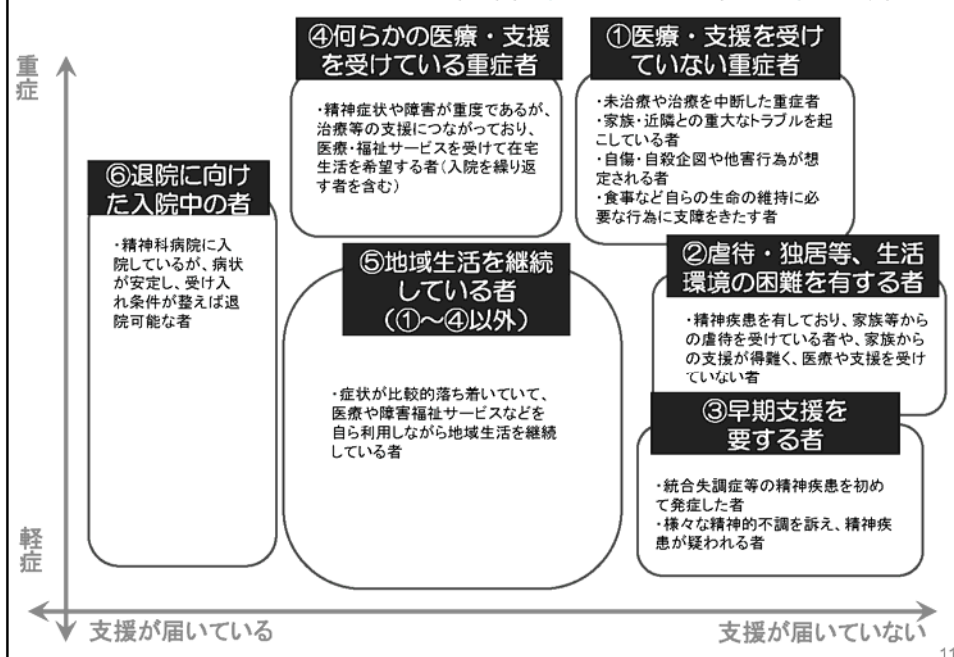 ④何らかの医療・支援
を受けている重症者
・精神症状や障害が重度であるが、
治療等の支援につながっており、
医療・福祉サービスを受けて在宅
生活を希望する者(入院を繰り返
す者を含む)
①医療・支援を受け
ていない重症者
・未治療や治療を中断した重症者
・家族・近隣との重大なトラブルを起
こしている者
・自傷・自殺企図や他害行為が想
定される者
・食事など自らの生命の維持に必
要な行為に支障をきたす者
重症
⑥退院に向け
た入院中の者
・精神科病院に入
院しているが、病状
が安定し、受け入
れ条件が整えば退
院可能な者
⑤地域生活を継続
している者
(①〜④以外)
・症状が比較的落ち着いていて、
医療や障害福祉サービスなどを
自ら利用しながら地域生活を継続
している者
②虐待・独居等、生活
環境の困難を有する者
・精神疾患を有しており、家族等から
の虐待を受けている者や、家族から
の支援が得難く、医療や支援を受け
ていない者
③早期支援を
要する者
・統合失調症等の精神疾患を初め
て発症した者
・様々な精神的不調を訴え、精神疾
患が疑われる者
軽症
支援が届いている
支援が届いていない
11